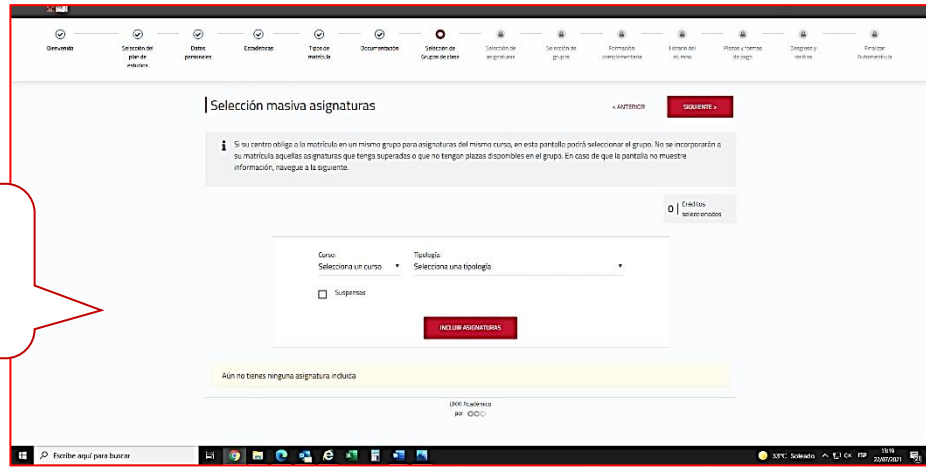 Bienvenida
Selección del plan de estudios
Datos personales
Estadísticas
Tipos de matrícula
Documentación
Selección de Grupos de clase
Selección de asignaturas
Selección de grupos
Formación complementaria
Horario del alumno
Plazos y formas de pago
Desglose y recibos
Finalizar Automatrícula
Selección masiva asignaturas
< ANTERIOR
SIGUIENTE >
i Si su centro obliga a la matrícula en un mismo grupo para asignaturas del mismo curso, en esta pantalla podrá seleccionar el grupo. No se incorporarán a
su matrícula aquellas asignaturas que tenga superadas o que no tengan plazas disponibles en el grupo. En caso de que la pantalla no muestre
información, navegue a la siguiente.
0 | Créditos seleccionados
Curso:
Selecciona un curso
Tipología:
Selecciona una tipología
Suspensas
INCLUIR ASIGNATURAS
Aún no tienes ninguna asignatura incluida
UXXI Académico
por
Escribe aquí para buscar
33°C Soleado
ESP
13:19
22/07/2021